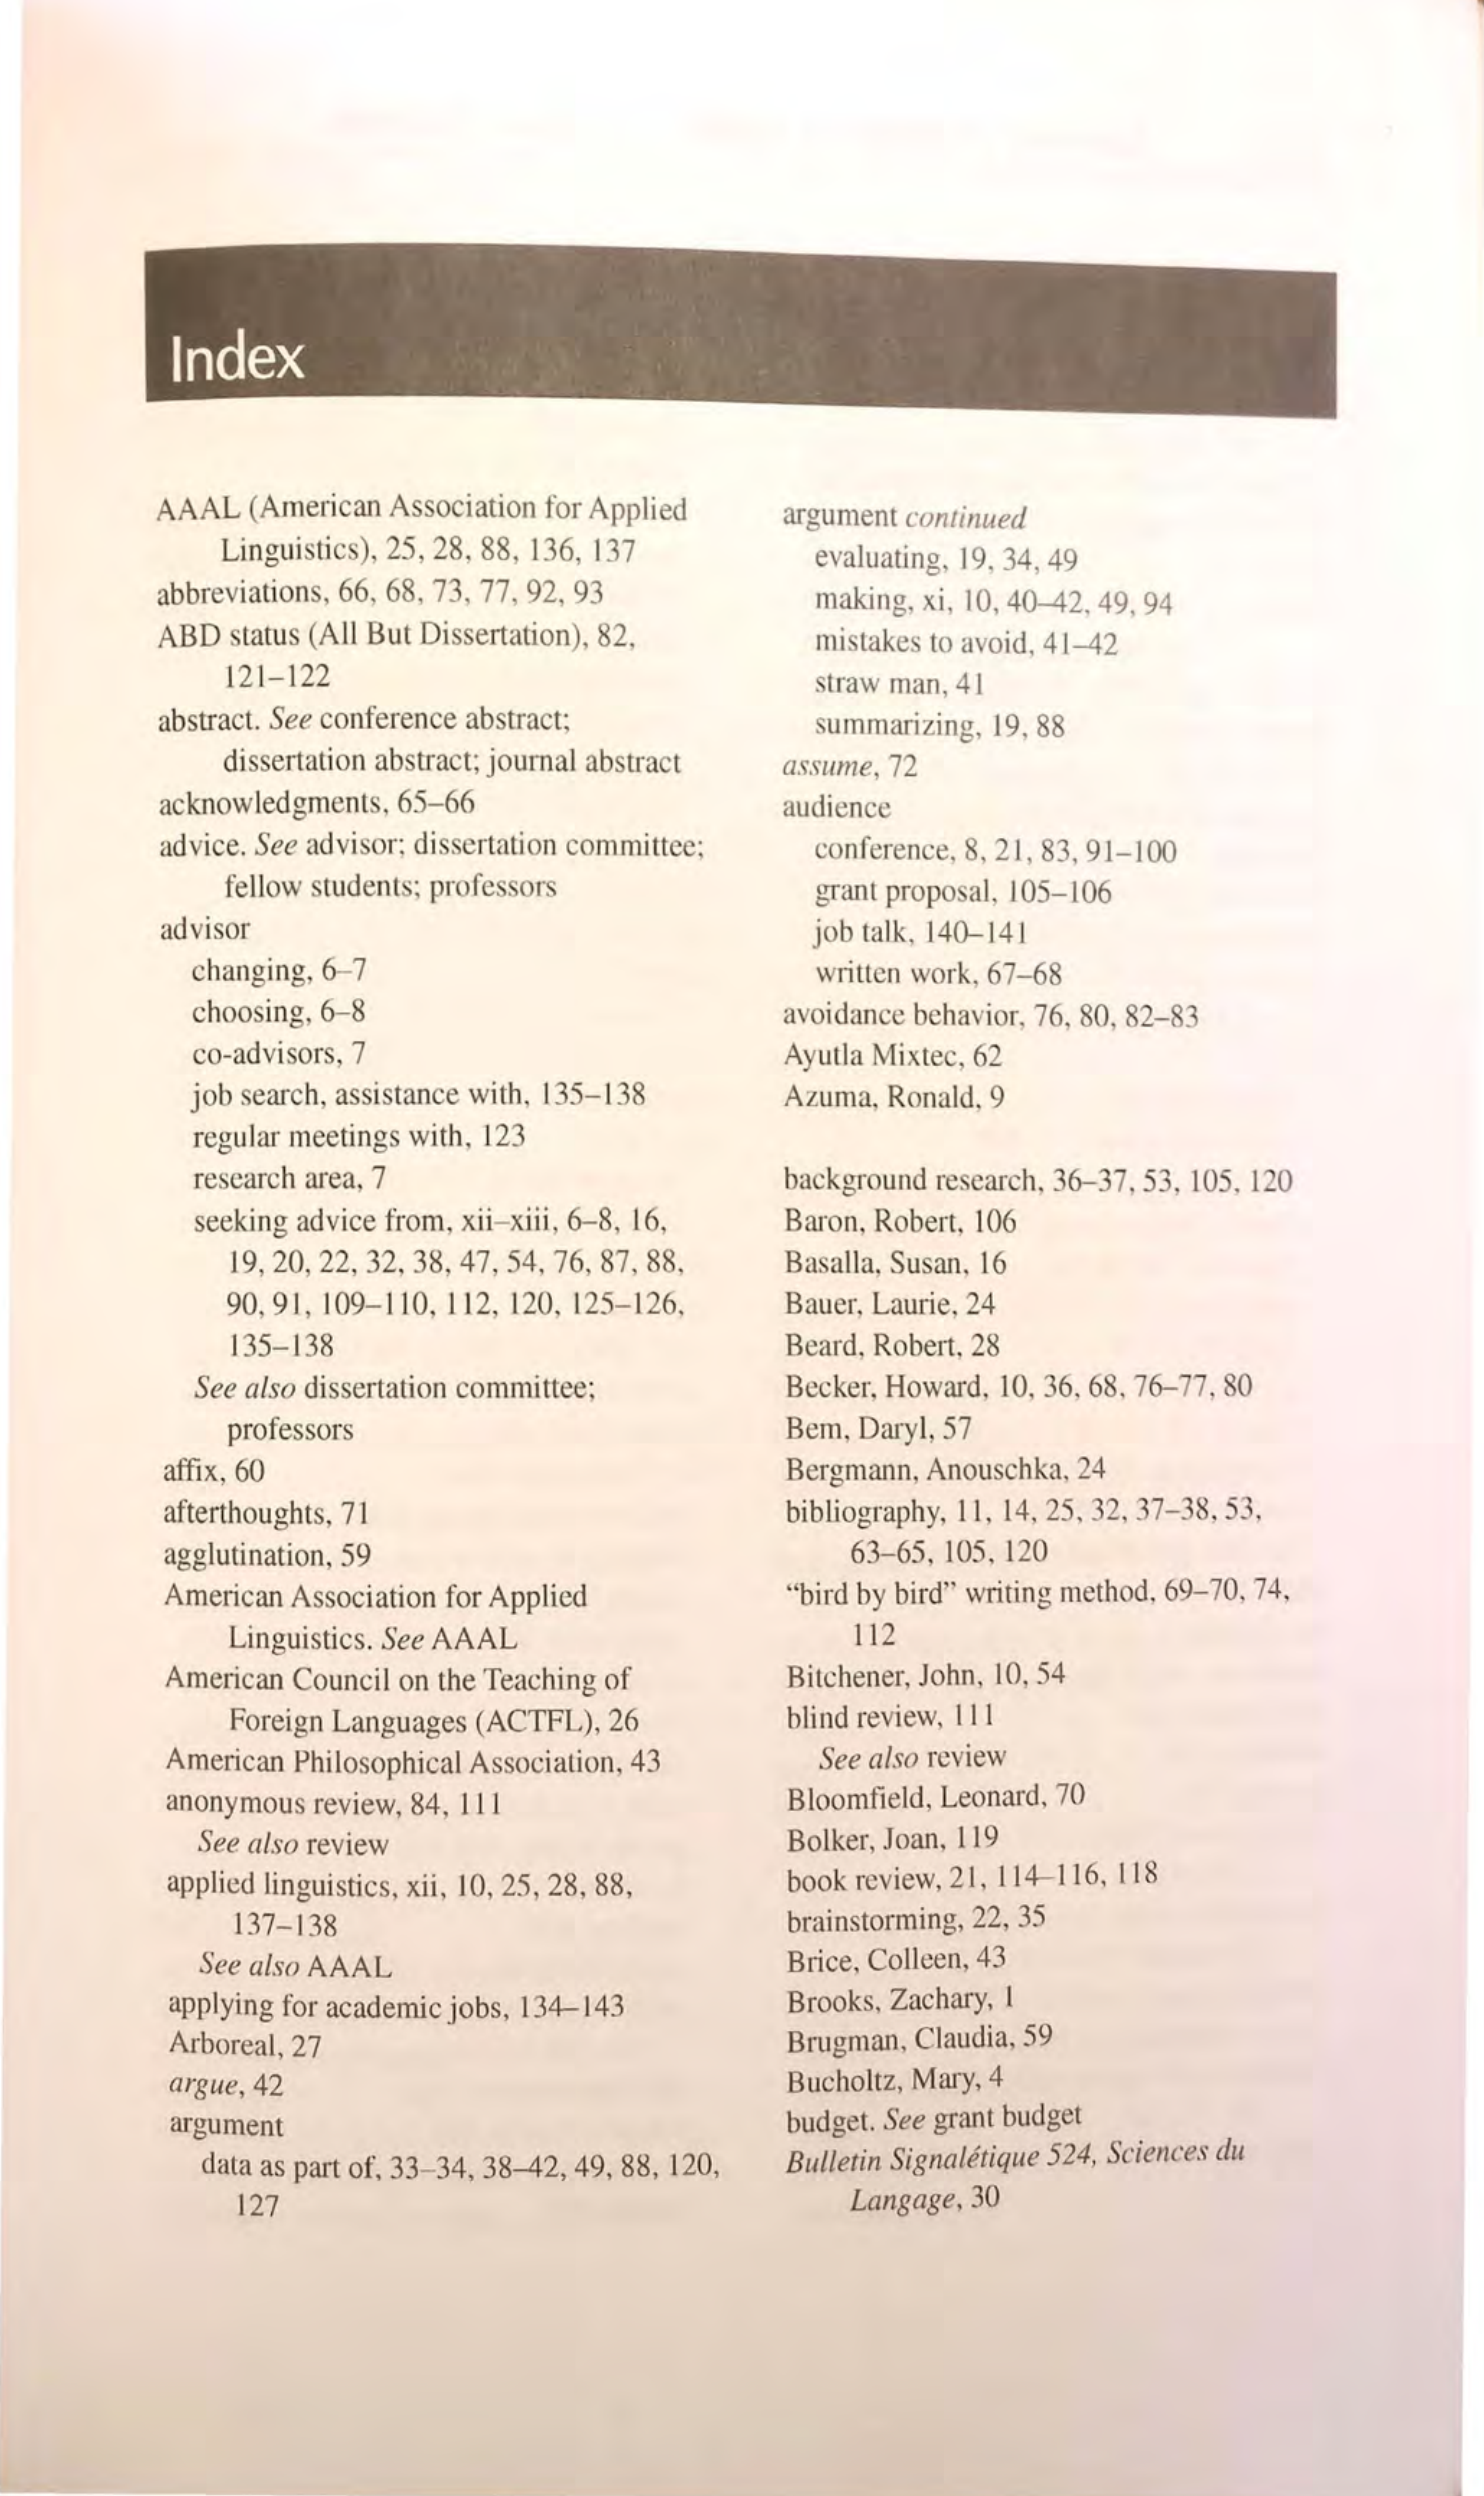 Index
AAAL (American Association for Applied
Linguistics), 25, 28, 88, 136, 137
abbreviations, 66, 68, 73, 77, 92, 93
ABD status (All But Dissertation), 82,
121–122
abstract. See conference abstract;
dissertation abstract; journal abstract
acknowledgments, 65–66
advice. See advisor; dissertation committee;
fellow students; professors
advisor
changing, 6–7
choosing, 6–8
co-advisors, 7
job search, assistance with, 135–138
regular meetings with, 123
research area, 7
seeking advice from, xii–xiii, 6–8, 16,
19, 20, 22, 32, 38, 47, 54, 76, 87, 88,
90, 91, 109–110, 112, 120, 125–126,
135–138
See also dissertation committee;
professors
affix, 60
afterthoughts, 71
agglutination, 59
American Association for Applied
Linguistics. See AAAL
American Council on the Teaching of
Foreign Languages (ACTFL), 26
American Philosophical Association, 43
anonymous review, 84, 111
See also review
applied linguistics, xii, 10, 25, 28, 88,
137–138
See also AAAL
applying for academic jobs, 134–143
Arboreal, 27
argue, 42
argument
data as part of, 33–34, 38–42, 49, 88, 120,
127
argument continued
evaluating, 19, 34, 49
making, xi, 10, 40–42, 49, 94
mistakes to avoid, 41–42
straw man, 41
summarizing, 19, 88
assume, 72
audience
conference, 8, 21, 83, 91–100
grant proposal, 105–106
job talk, 140–141
written work, 67–68
avoidance behavior, 76, 80, 82–83
Ayutla Mixtec, 62
Azuma, Ronald, 9
background research, 36–37, 53, 105, 120
Baron, Robert, 106
Basalla, Susan, 16
Bauer, Laurie, 24
Beard, Robert, 28
Becker, Howard, 10, 36, 68, 76–77, 80
Bem, Daryl, 57
Bergmann, Anouschka, 24
bibliography, 11, 14, 25, 32, 37–38, 53,
63–65, 105, 120
“bird by bird” writing method, 69–70, 74,
112
Bitchener, John, 10, 54
blind review, 111
See also review
Bloomfield, Leonard, 70
Bolker, Joan, 119
book review, 21, 114–116, 118
brainstorming, 22, 35
Brice, Colleen, 43
Brooks, Zachary, 1
Brugman, Claudia, 59
Bucholtz, Mary, 4
budget. See grant budget
Bulletin Signalétique 524, Sciences du
Langage, 30